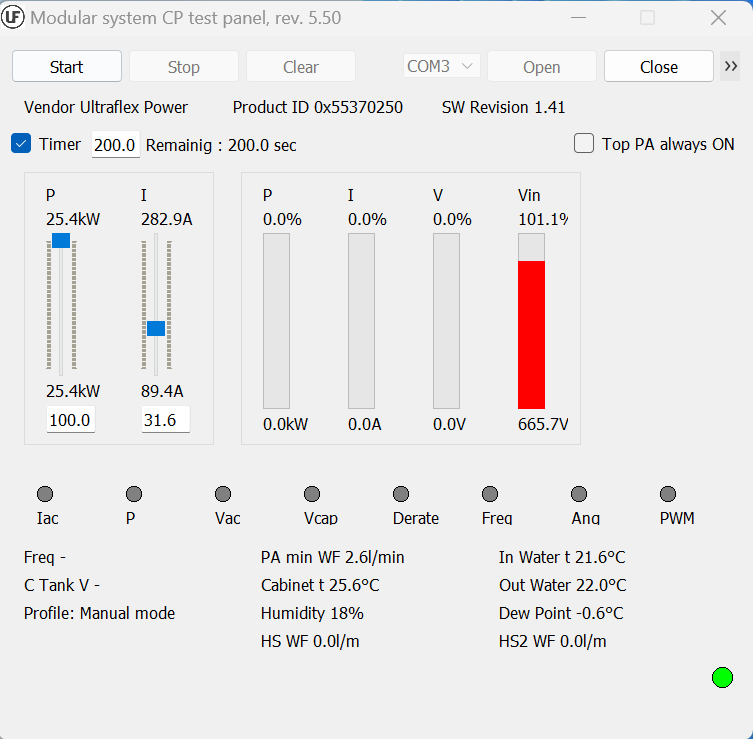 UF Modular system CP test panel, rev. 5.50
Start Stop Clear COM3 Open Close
Vendor Ultraflex Power Product ID 0x55370250 SW Revision 1.41
Timer 200.0 Remainig : 200.0 sec Top PA always ON
P I P I V Vin
25.4kW 282.9A 0.0% 0.0% 0.0% 101.1%
25.4kW 89.4A
100.0 31.6 0.0kW 0.0A 0.0V 665.7V
Iac P Vac Vcap Derate Freq Ang PWM
Freq - PA min WF 2.6l/min In Water t 21.6°C
C Tank V - Cabinet t 25.6°C Out Water 22.0°C
Profile: Manual mode Humidity 18% Dew Point -0.6°C
HS WF 0.0l/m HS2 WF 0.0l/m